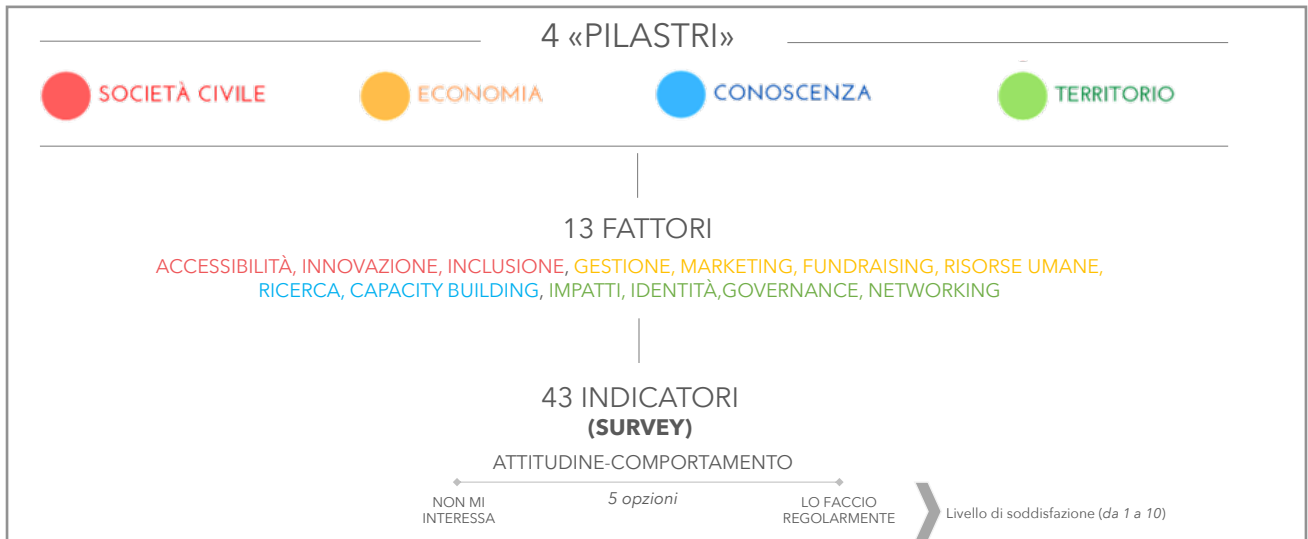 4 «PILASTRI»
SOCIETÀ CIVILE ECONOMIA CONOSCENZA TERRITORIO
13 FATTORI
ACCESSIBILITÀ, INNOVAZIONE, INCLUSIONE, GESTIONE, MARKETING, FUNDRAISING, RISORSE UMANE,
RICERCA, CAPACITY BUILDING, IMPATTI, IDENTITÀ,GOVERNANCE, NETWORKING
43 INDICATORI
(SURVEY)
ATTITUDINE-COMPORTAMENTO
NON MI
INTERESSA
5 opzioni
LO FACCIO
REGOLARMENTE
Livello di soddisfazione (da 1 a 10)